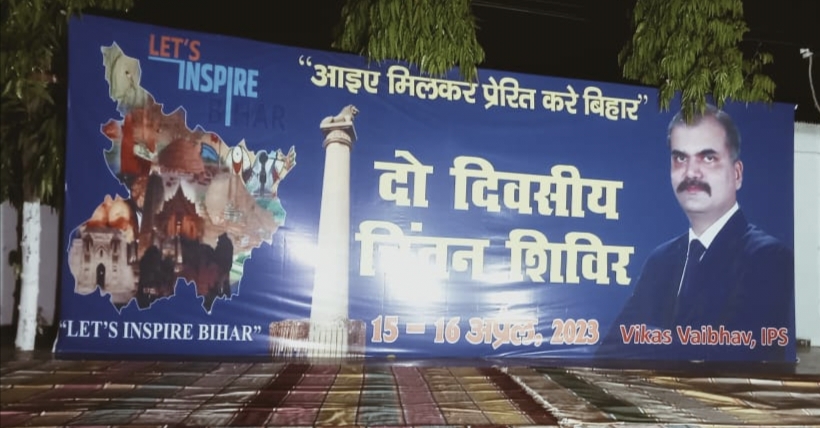 LET'S
INSPIRE
BIHAR
“आइए मिलकर प्रेरित करे बिहार”
दो दिवसीय
चिंतन शिविर
15 – 16 अप्रैल, 2023
Vikas Vaibhav, IPS
“LET’S INSPIRE BIHAR”